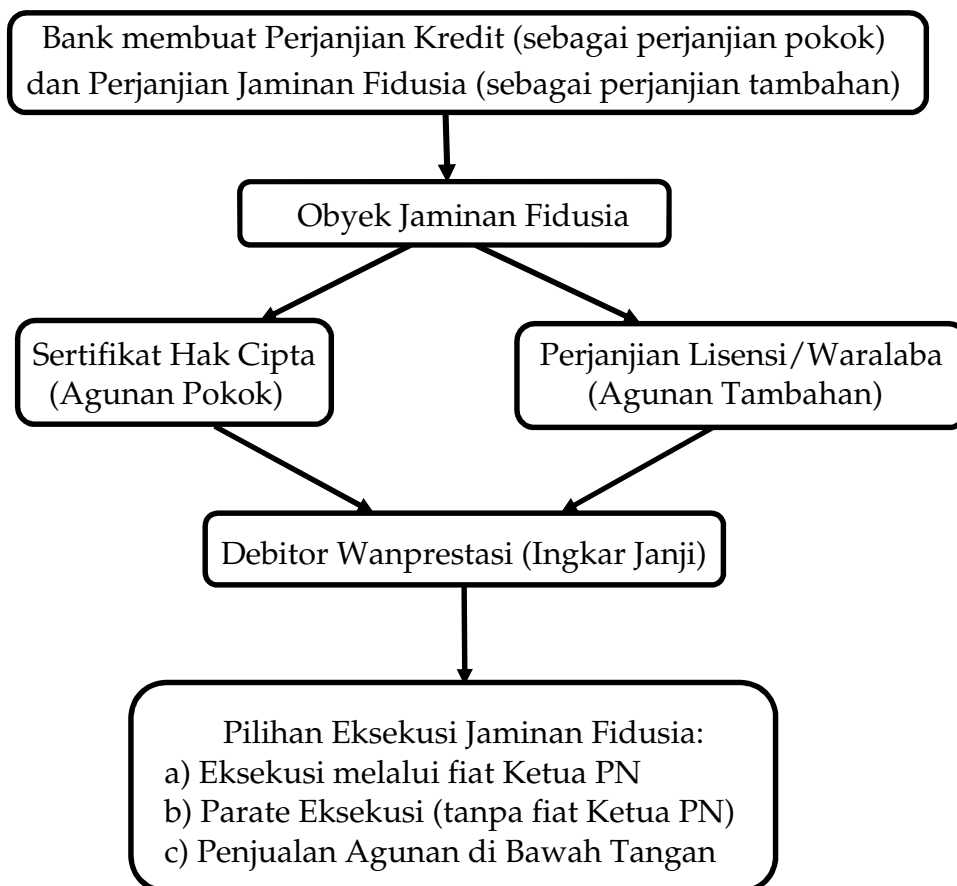 Bank membuat Perjanjian Kredit (sebagai perjanjian pokok)
dan Perjanjian Jaminan Fidusia (sebagai perjanjian tambahan)
Obyek Jaminan Fidusia
Sertifikat Hak Cipta
(Agunan Pokok)
Perjanjian Lisensi/Waralaba
(Agunan Tambahan)
Debitor Wanprestasi (Ingkar Janji)
Pilihan Eksekusi Jaminan Fidusia:
a) Eksekusi melalui fiat Ketua PN
b) Parate Eksekusi (tanpa fiat Ketua PN)
c) Penjualan Agunan di Bawah Tangan